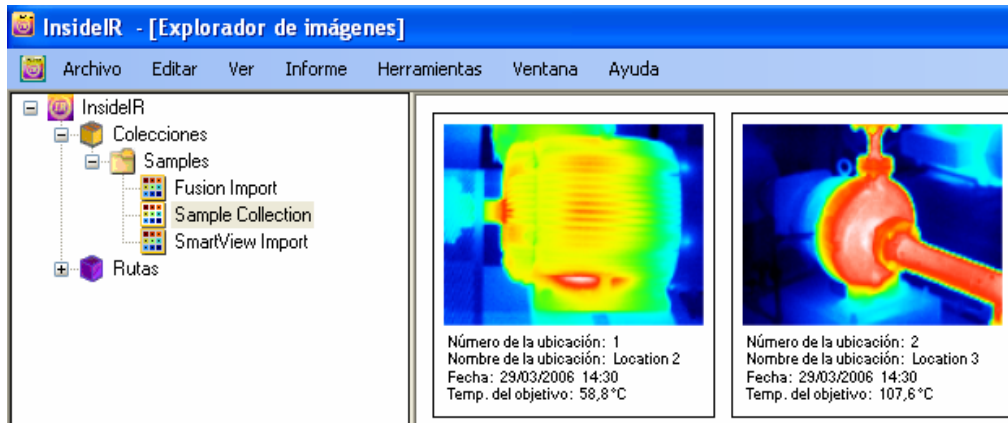 InsideIR - [Explorador de imágenes]
Archivo Editar Ver Informe Herramientas Ventana Ayuda
InsideIR
Colecciones
Samples
Fusion Import
Sample Collection
SmartView Import
Rutas
Número de la ubicación: 1
Nombre de la ubicación: Location 2
Fecha: 29/03/2006 14:30
Temp. del objetivo: 58,8°C
Número de la ubicación: 2
Nombre de la ubicación: Location 3
Fecha: 29/03/2006 14:30
Temp. del objetivo: 107,6°C